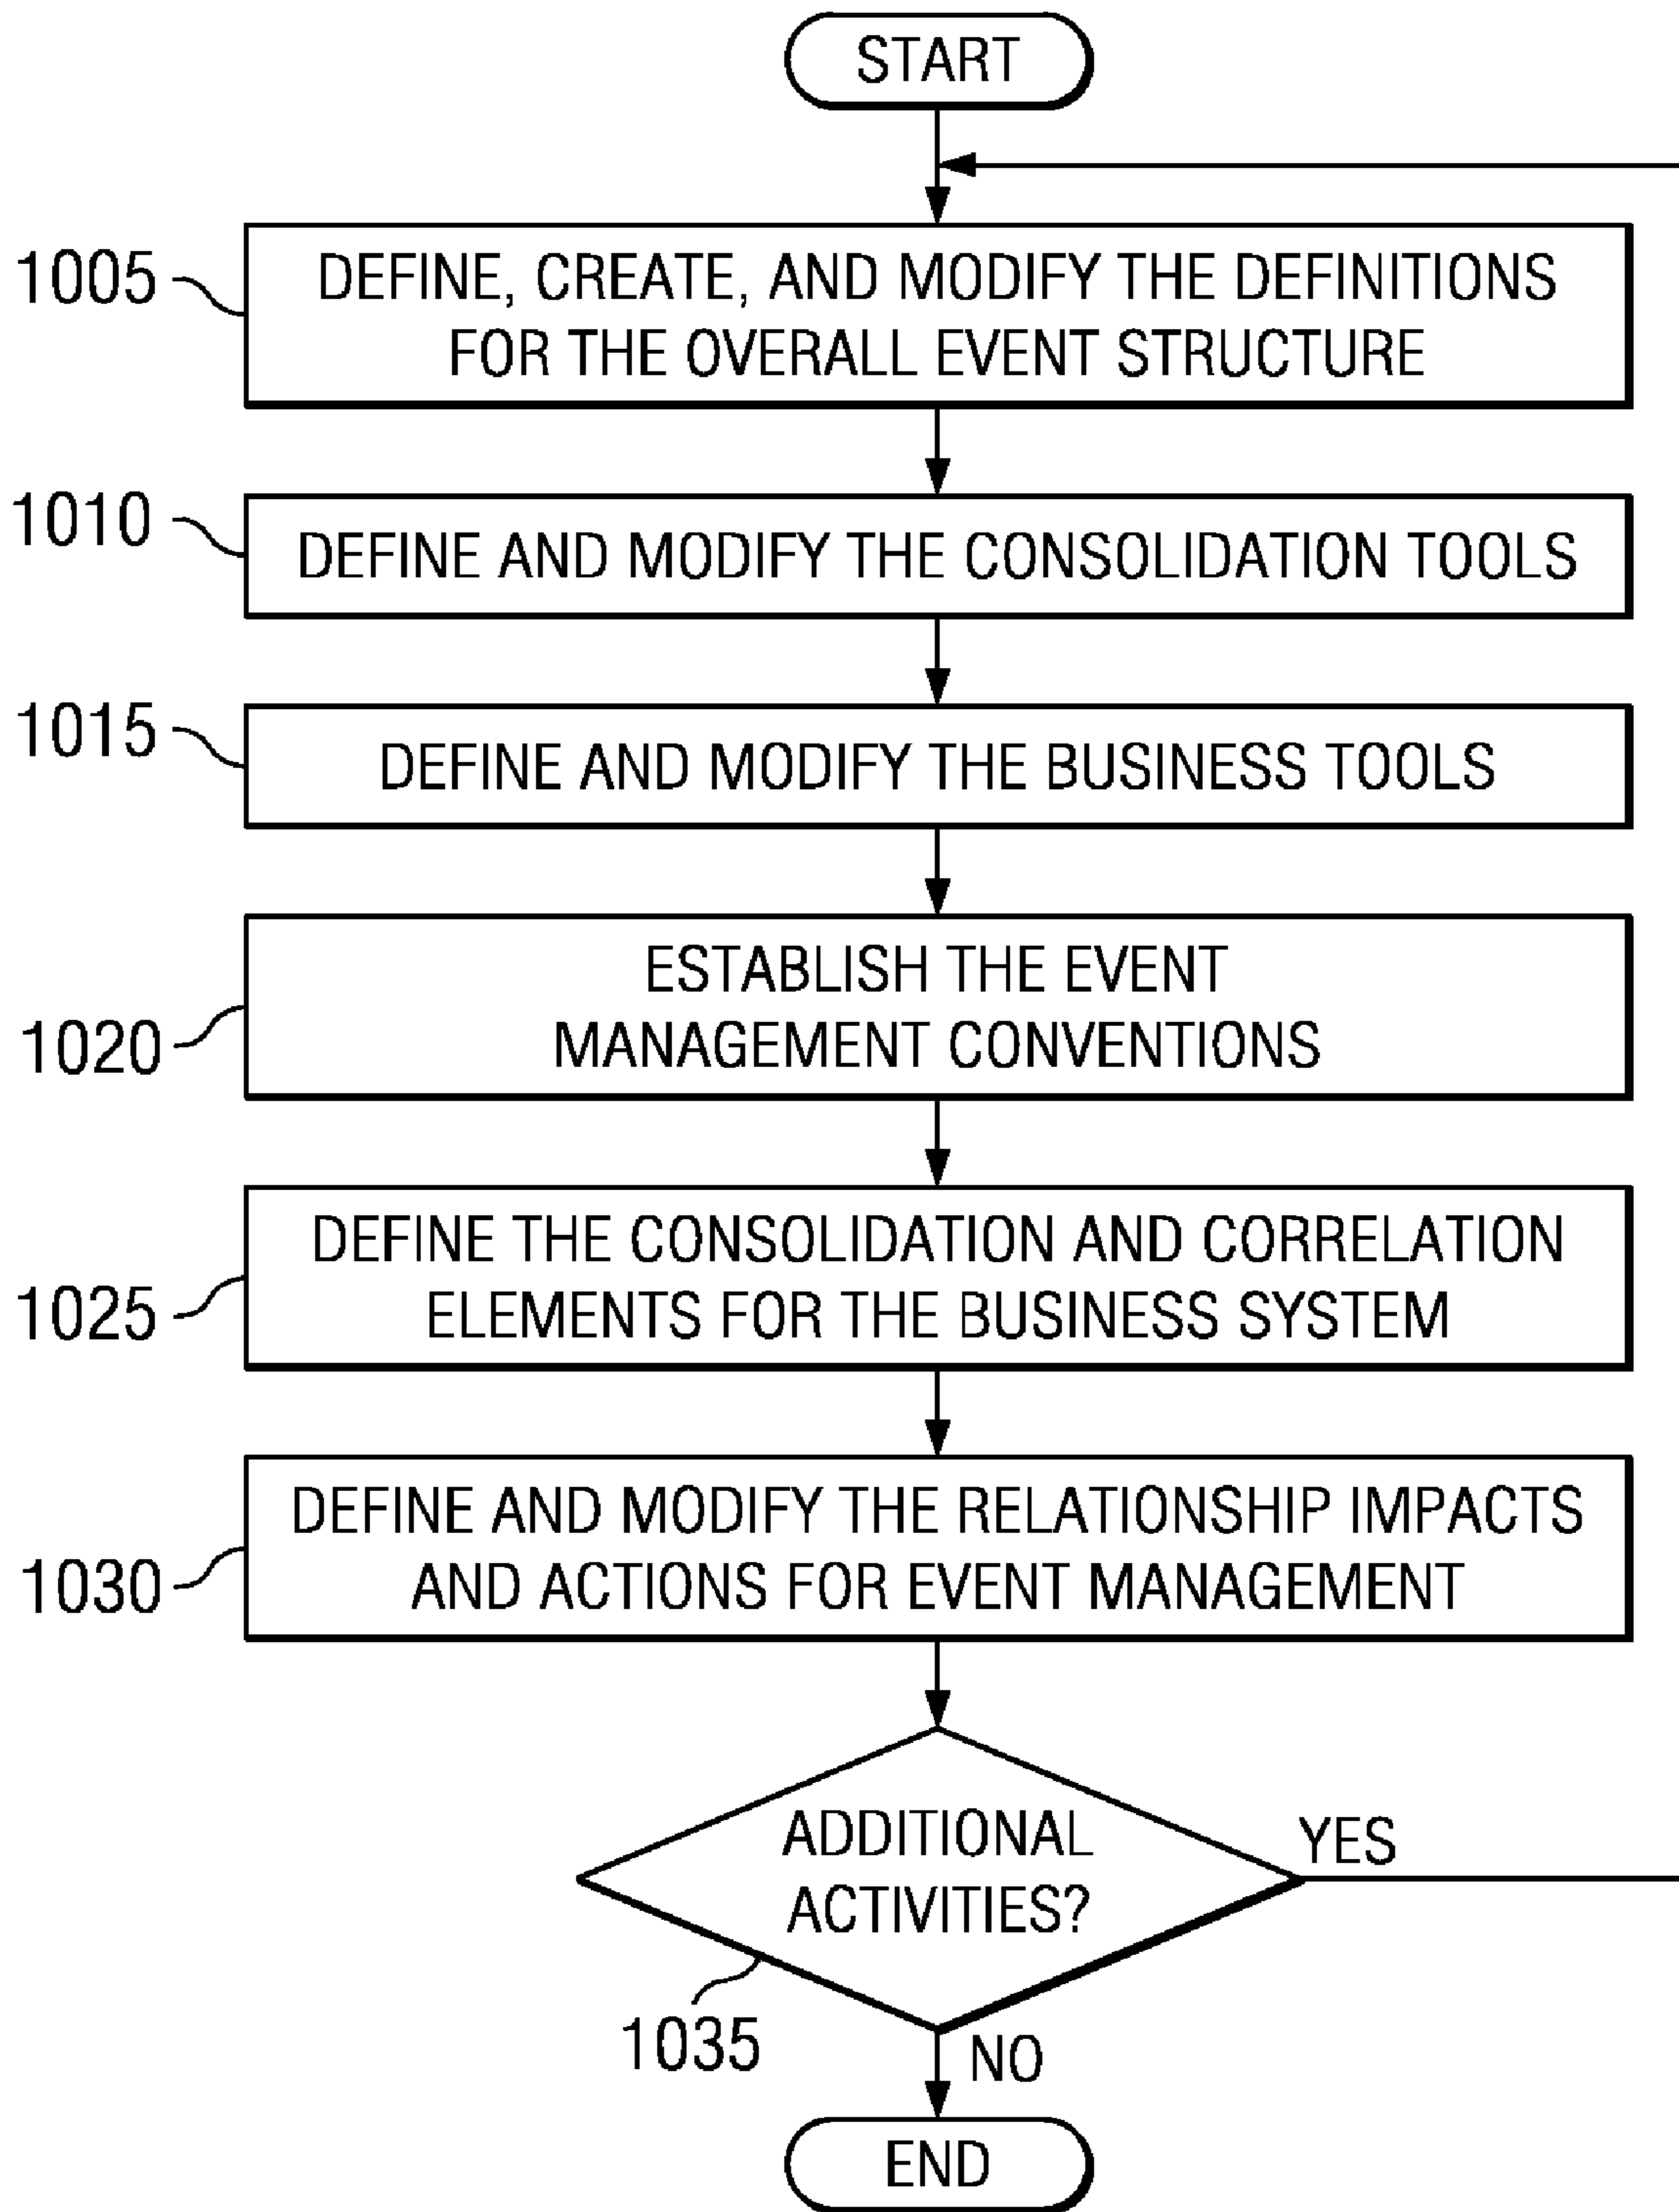 START
1005
DEFINE, CREATE, AND MODIFY THE DEFINITIONS
FOR THE OVERALL EVENT STRUCTURE
1010
DEFINE AND MODIFY THE CONSOLIDATION TOOLS
1015
DEFINE AND MODIFY THE BUSINESS TOOLS
1020
ESTABLISH THE EVENT
MANAGEMENT CONVENTIONS
1025
DEFINE THE CONSOLIDATION AND CORRELATION
ELEMENTS FOR THE BUSINESS SYSTEM
1030
DEFINE AND MODIFY THE RELATIONSHIP IMPACTS
AND ACTIONS FOR EVENT MANAGEMENT
ADDITIONAL
ACTIVITIES?
YES
1035
NO
END